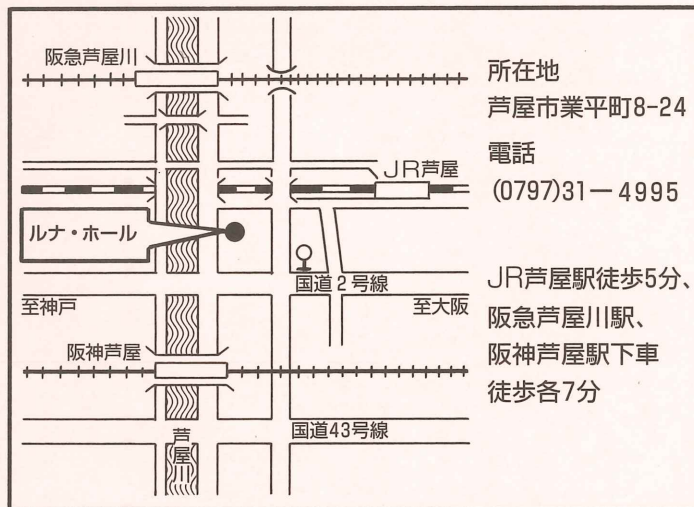 阪急芦屋川
JR芦屋
ルナ・ホール
国道2号線
至神戸
至大阪
阪神芦屋
国道43号線
芦屋川
所在地
芦屋市業平町8-24
電話
(0797)31-4995
JR芦屋駅徒歩5分、
阪急芦屋川駅、
阪神芦屋駅下車
徒歩各7分